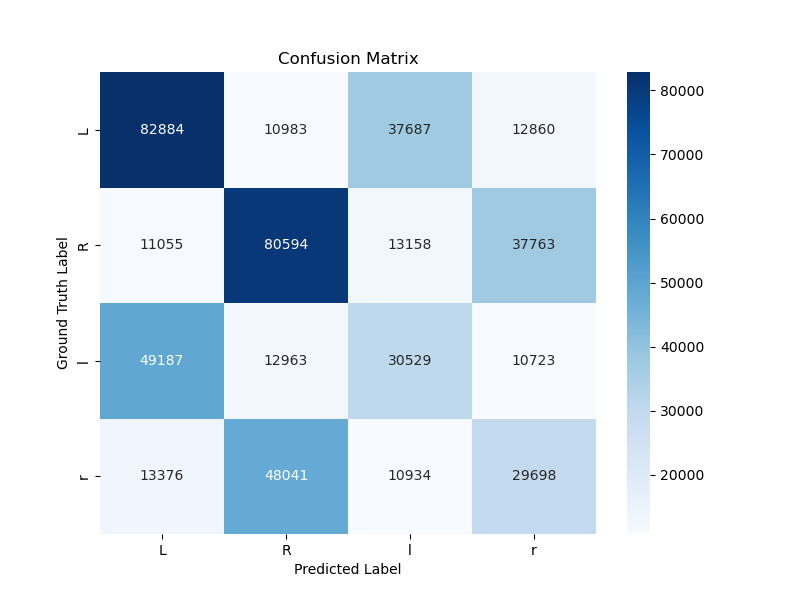 Confusion Matrix
Ground Truth Label
L 82884 10983 37687 12860
R 11055 80594 13158 37763
l 49187 12963 30529 10723
r 13376 48041 10934 29698
L R l r
Predicted Label
80000
70000
60000
50000
40000
30000
20000